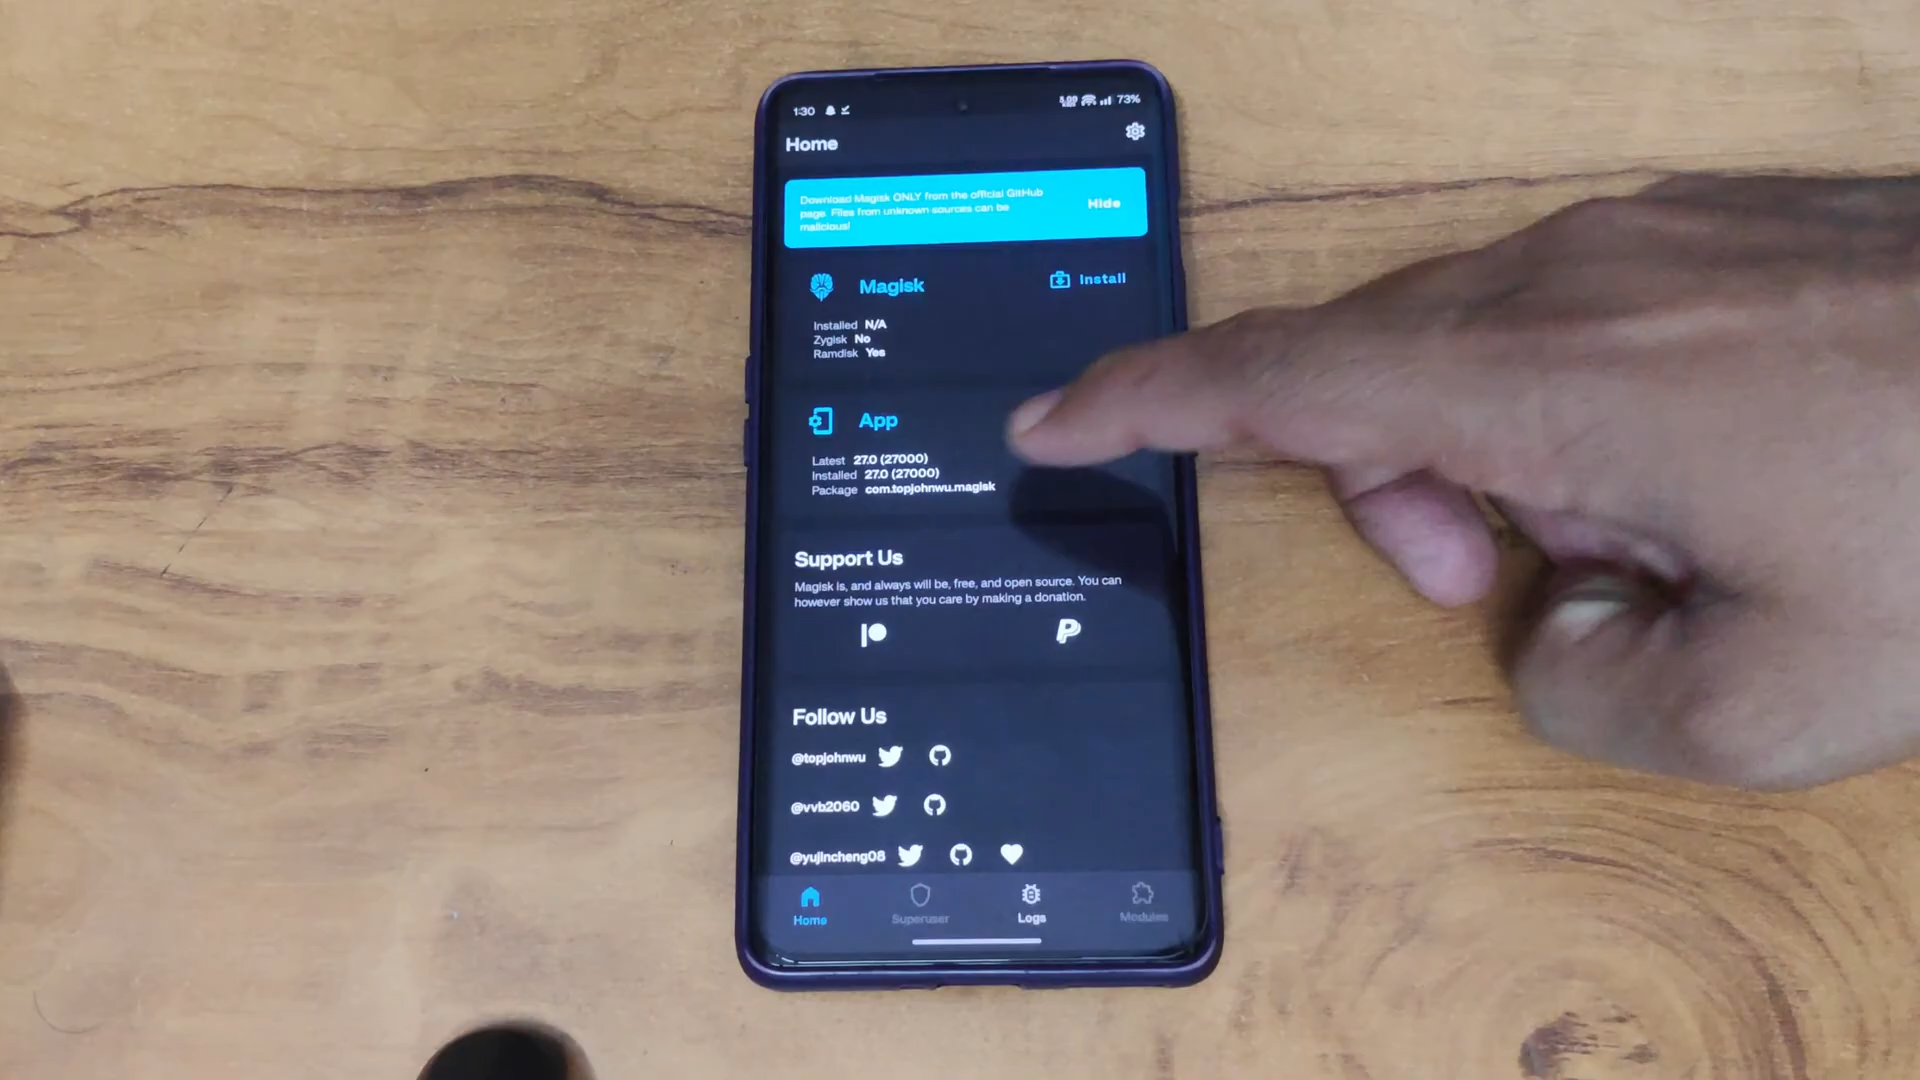 1:30
73%
Home
Download Magisk ONLY from the official GitHub
page. Files from unknown sources can be
malicious!
Hide
Magisk
Install
Installed N/A
Zygisk No
Ramdisk Yes
App
Latest 27.0 (27000)
Installed 27.0 (27000)
Package com.topjohnwu.magisk
Support Us
Magisk is, and always will be, free, and open source. You can
however show us that you care by making a donation.
Follow Us
@topjohnwu
@vvb2060
@yujincheng08
Home
Superuser
Logs
Modules